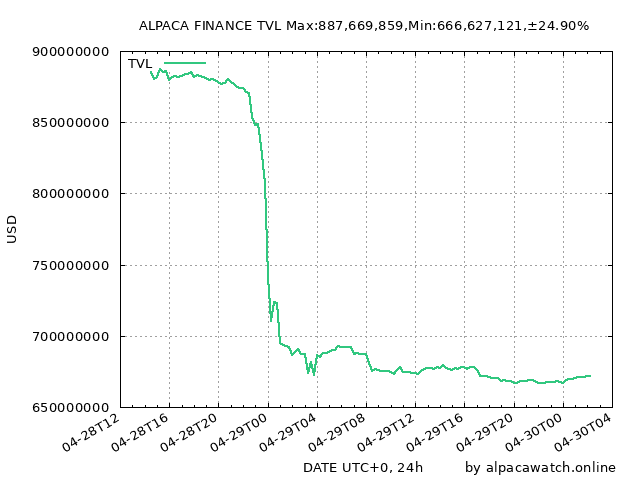 ALPACA FINANCE TVL Max:887,669,859,Min:666,627,121,±24.90%
TVL
900000000
850000000
800000000
750000000
700000000
650000000
USD
04-28T12
04-28T16
04-28T20
04-29T00
04-29T04
04-29T08
04-29T12
04-29T16
04-29T20
04-30T00
04-30T04
DATE UTC+0, 24h
by alpacawatch.online